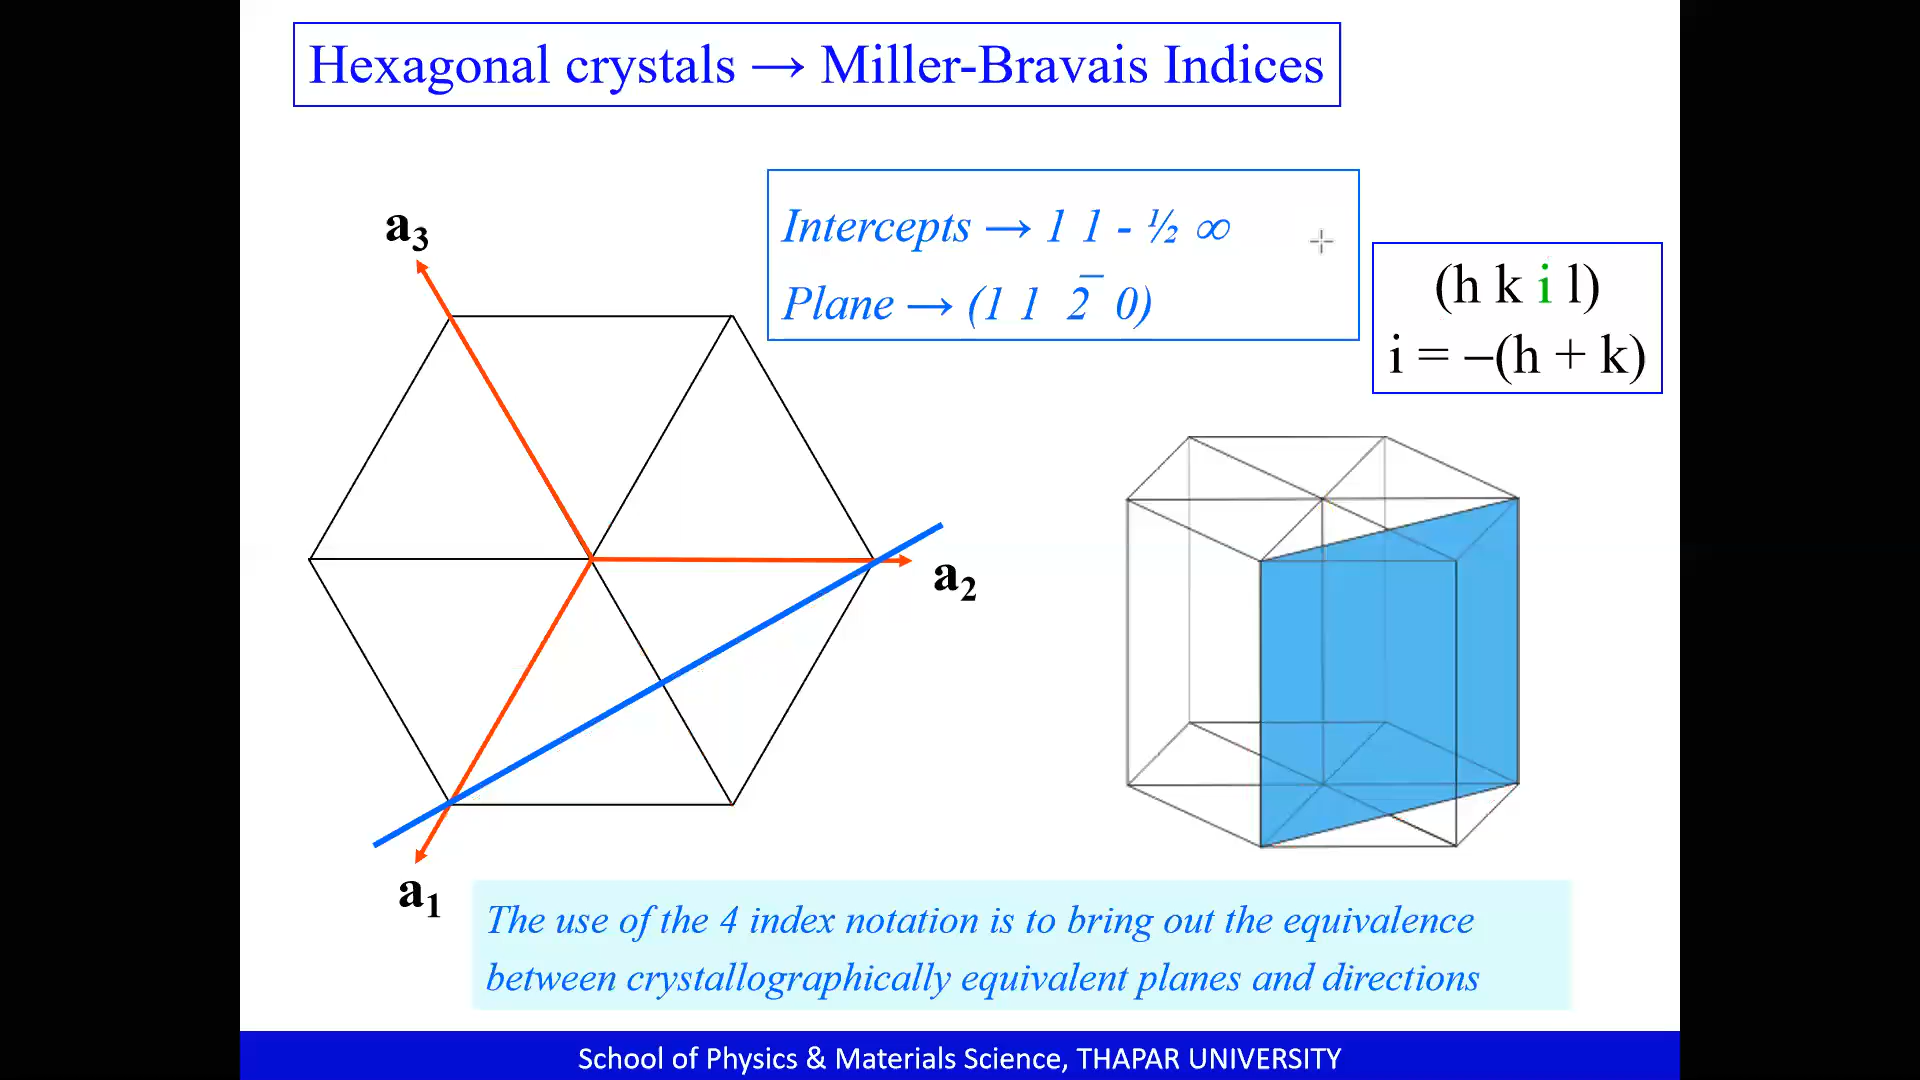 Hexagonal crystals → Miller-Bravais Indices
a₃
Intercepts → 1 1 - ½ ∞
Plane → (1 1 2̅ 0)
(h k i l)
i = –(h + k)
a₂
a₁
The use of the 4 index notation is to bring out the equivalence
between crystallographically equivalent planes and directions
School of Physics & Materials Science, THAPAR UNIVERSITY